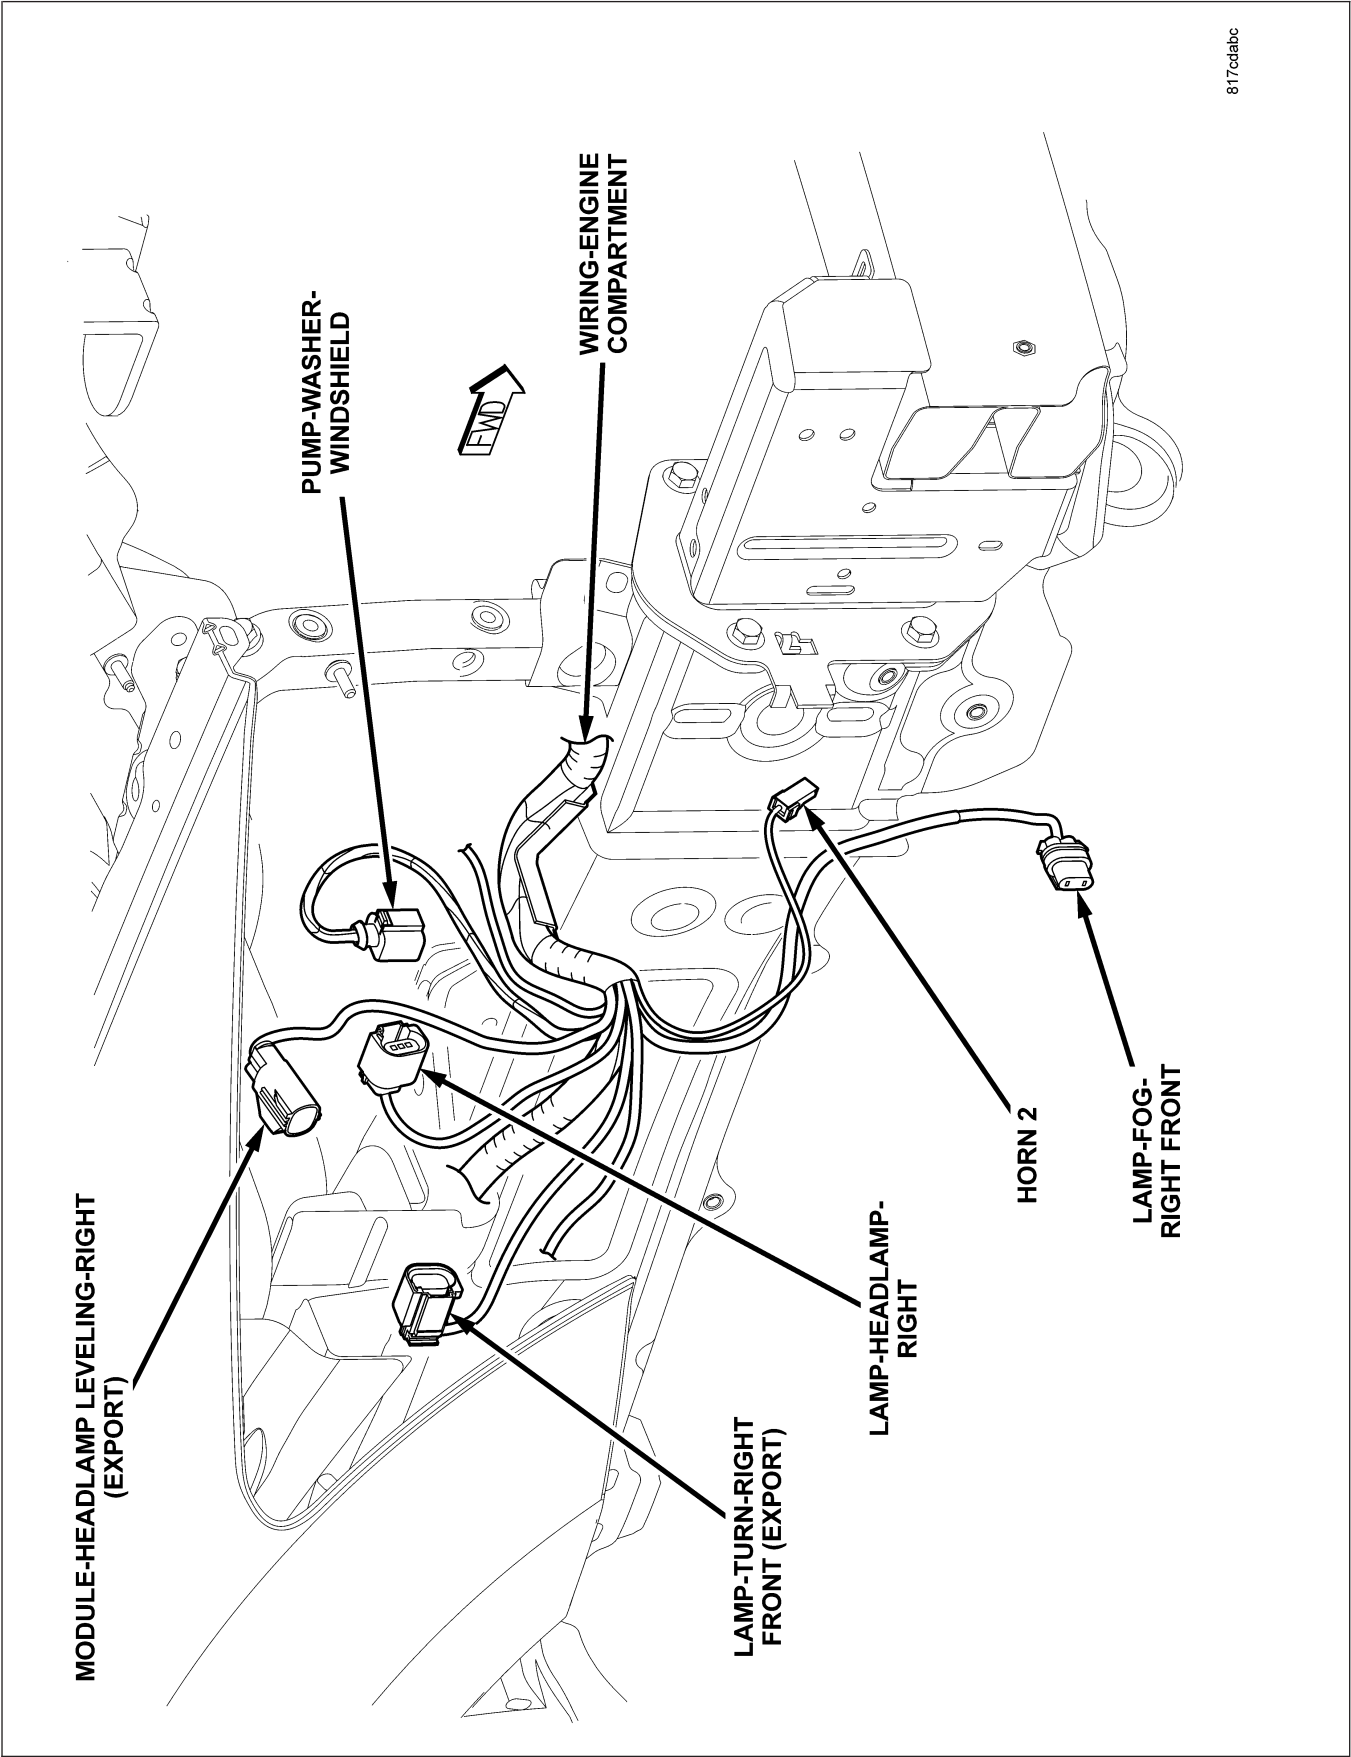 MODULE-HEADLAMP LEVELING-RIGHT
(EXPORT)
PUMP-WASHER-
WINDSHIELD
FWD
WIRING-ENGINE
COMPARTMENT
LAMP-TURN-RIGHT
FRONT (EXPORT)
LAMP-HEADLAMP-
RIGHT
HORN 2
LAMP-FOG-
RIGHT FRONT
817cdabc